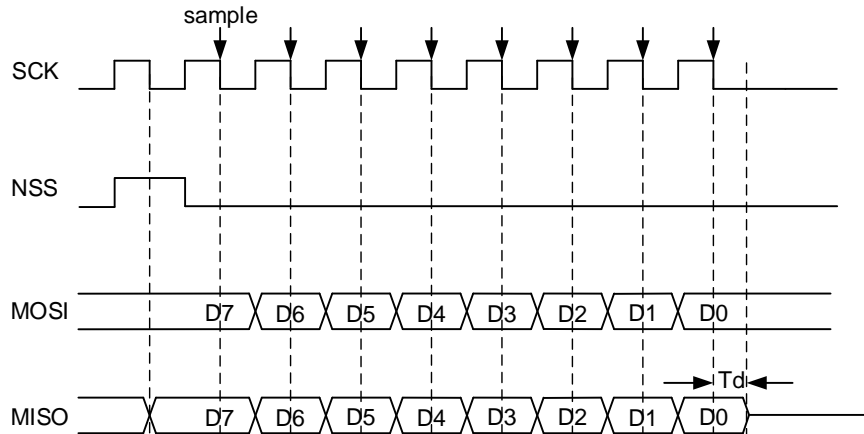 sample
SCK
NSS
MOSI D7 D6 D5 D4 D3 D2 D1 D0
Td
MISO D7 D6 D5 D4 D3 D2 D1 D0